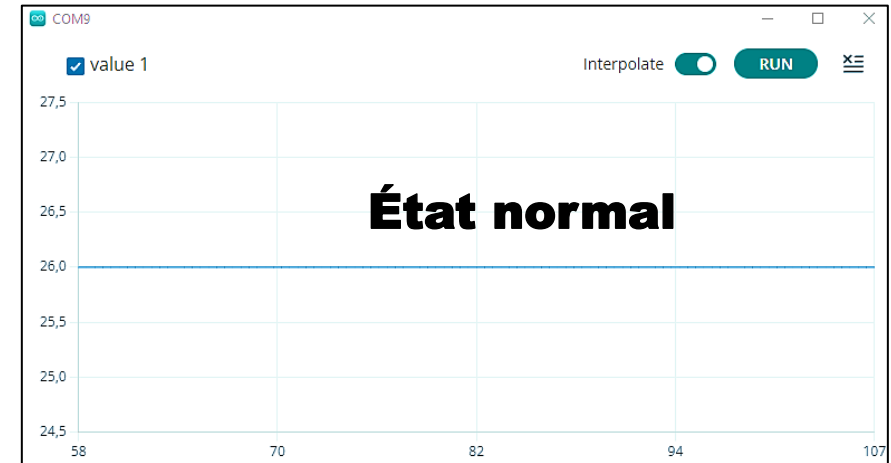 COM9
value 1
Interpolate RUN
27,5
27,0
État normal
26,5
26,0
25,5
25,0
24,5
58 70 82 94 107